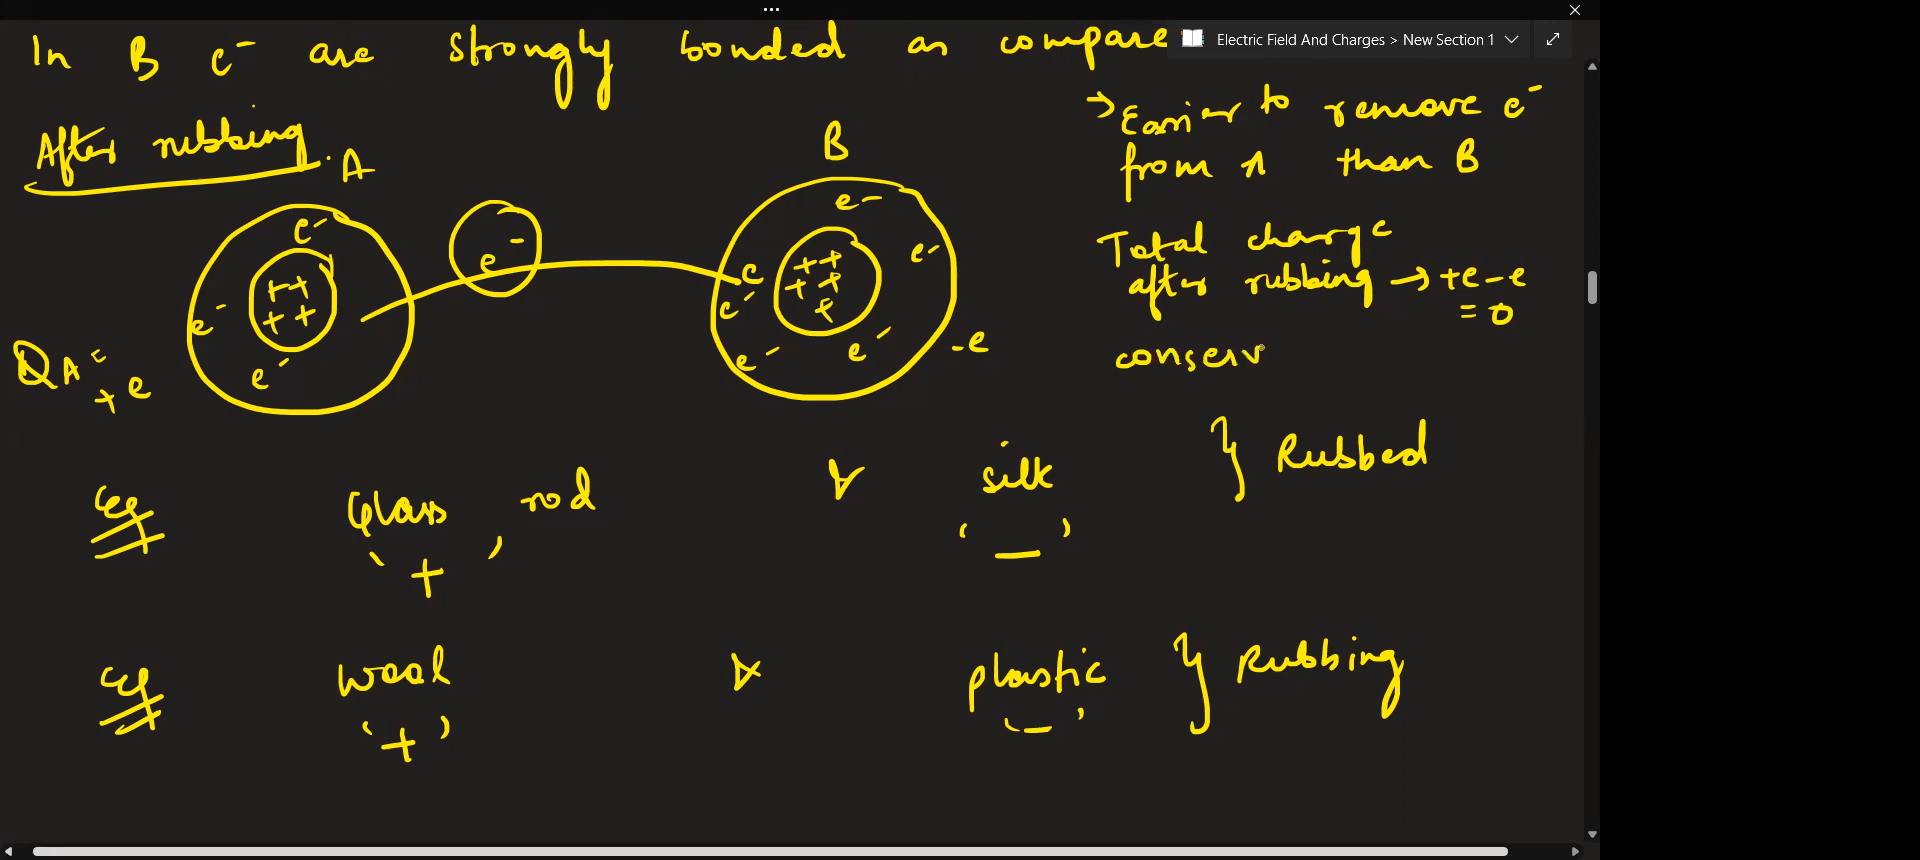 In B e⁻ are strongly bonded as compare
Electric Field And Charges > New Section 1
→ Easier to remove e⁻
from A than B
After rubbing
A
B
e⁻
e⁻
e⁻
++
++
e⁻
e⁻
e⁻
e
e⁻
e⁻
e⁻
++
++
+
-e
Q A =
+e
Total charge
after rubbing → +e -e
= 0
conserv
eg Glass rod & silk } Rubbed
'+' '-'
eg wool & plastic } Rubbing
'+' '-'